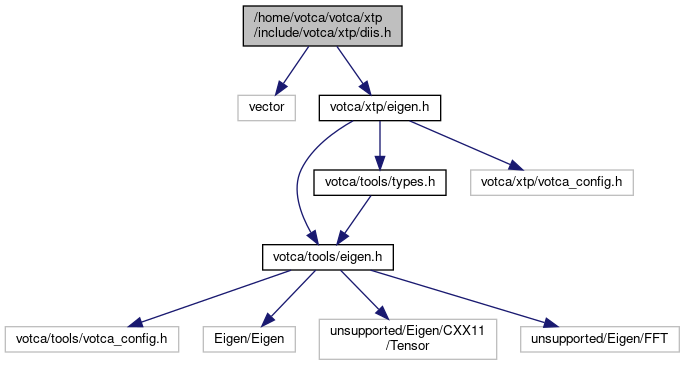 /home/votca/votca/xtp
/include/votca/xtp/diis.h
vector
votca/xtp/eigen.h
votca/tools/types.h
votca/xtp/votca_config.h
votca/tools/eigen.h
votca/tools/votca_config.h
Eigen/Eigen
unsupported/Eigen/CXX11
/Tensor
unsupported/Eigen/FFT